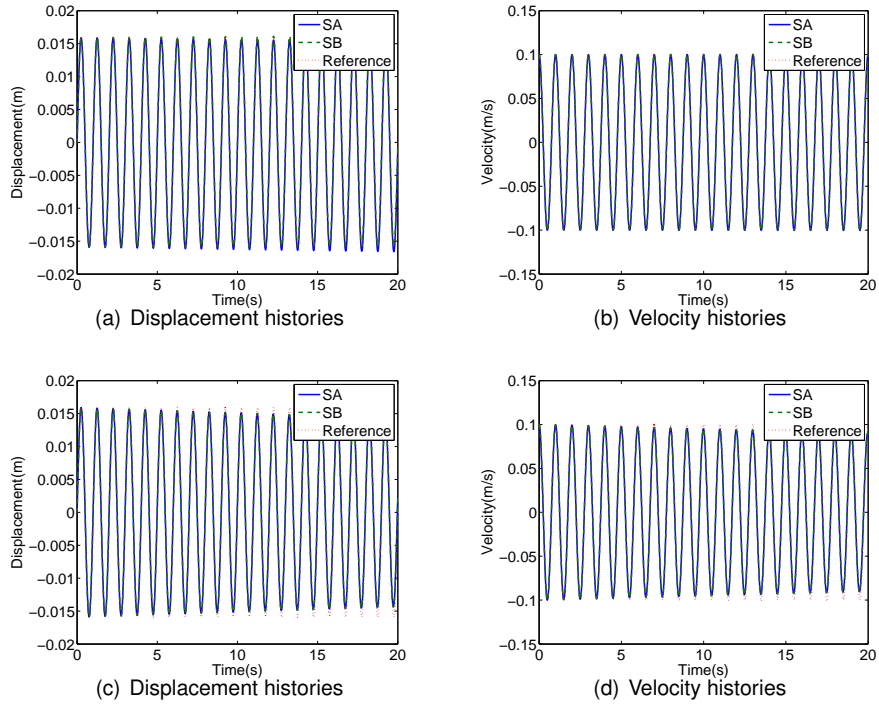 0.02
0.015
0.01
0.005
0
−0.005
−0.01
−0.015
−0.02
Displacement(m)
0 5 10 15 20
Time(s)
SA
SB
Reference
(a) Displacement histories
0.15
0.1
0.05
0
−0.05
−0.1
−0.15
Velocity(m/s)
0 5 10 15 20
Time(s)
SA
SB
Reference
(b) Velocity histories
0.02
0.015
0.01
0.005
0
−0.005
−0.01
−0.015
−0.02
Displacement(m)
0 5 10 15 20
Time(s)
SA
SB
Reference
(c) Displacement histories
0.15
0.1
0.05
0
−0.05
−0.1
−0.15
Velocity(m/s)
0 5 10 15 20
Time(s)
SA
SB
Reference
(d) Velocity histories